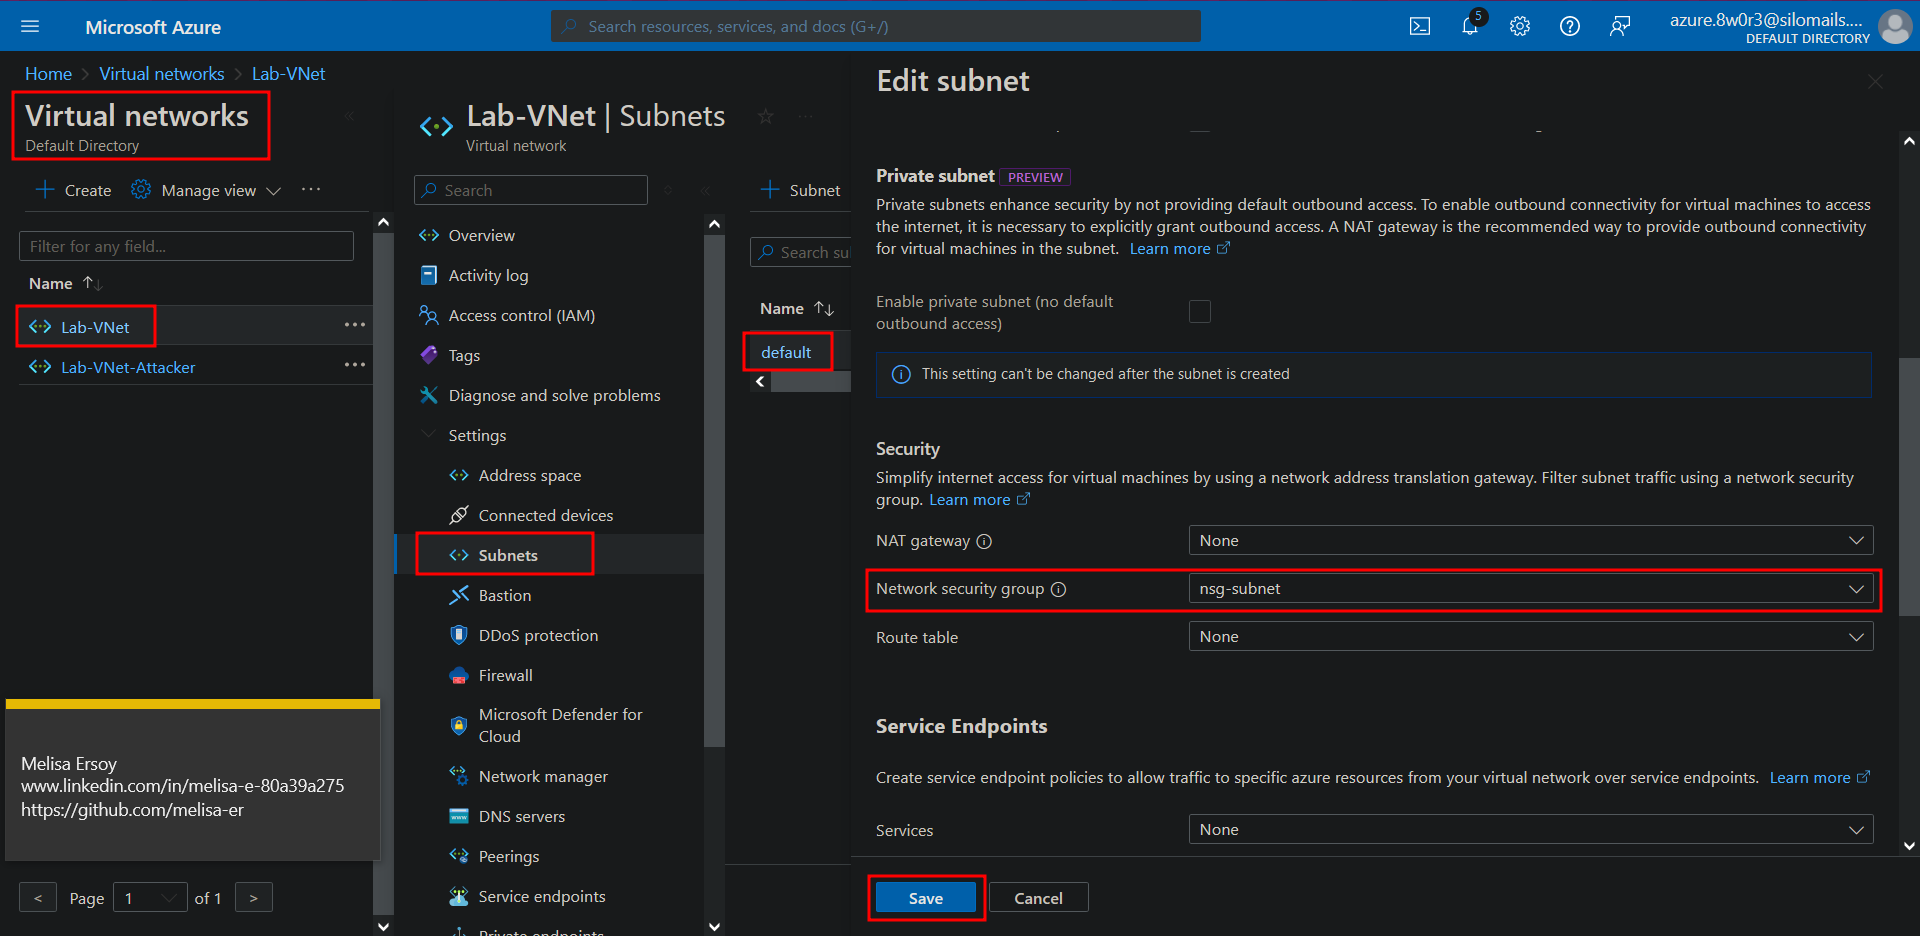 Microsoft Azure
Search resources, services, and docs (G+/)
5
azure.8w0r3@silomails....
DEFAULT DIRECTORY
Home
Virtual networks
Lab-VNet
Virtual networks
Default Directory
Create
Manage view
Filter for any field...
Name
Lab-VNet
Lab-VNet-Attacker
Melisa Ersoy
www.linkedin.com/in/melisa-e-80a39a275
https://github.com/melisa-er
< Page 1 of 1 >
Lab-VNet | Subnets
Virtual network
Search
Overview
Activity log
Access control (IAM)
Tags
Diagnose and solve problems
Settings
Address space
Connected devices
Subnets
Bastion
DDoS protection
Firewall
Microsoft Defender for
Cloud
Network manager
DNS servers
Peerings
Service endpoints
Private endpoints
Subnet
Search
Name
default
Edit subnet
Private subnet PREVIEW
Private subnets enhance security by not providing default outbound access. To enable outbound connectivity for virtual machines to access
the internet, it is necessary to explicitly grant outbound access. A NAT gateway is the recommended way to provide outbound connectivity
for virtual machines in the subnet. Learn more
Enable private subnet (no default
outbound access)
This setting can't be changed after the subnet is created
Security
Simplify internet access for virtual machines by using a network address translation gateway. Filter subnet traffic using a network security
group. Learn more
NAT gateway None
Network security group nsg-subnet
Route table None
Service Endpoints
Create service endpoint policies to allow traffic to specific azure resources from your virtual network over service endpoints. Learn more
Services None
Save Cancel